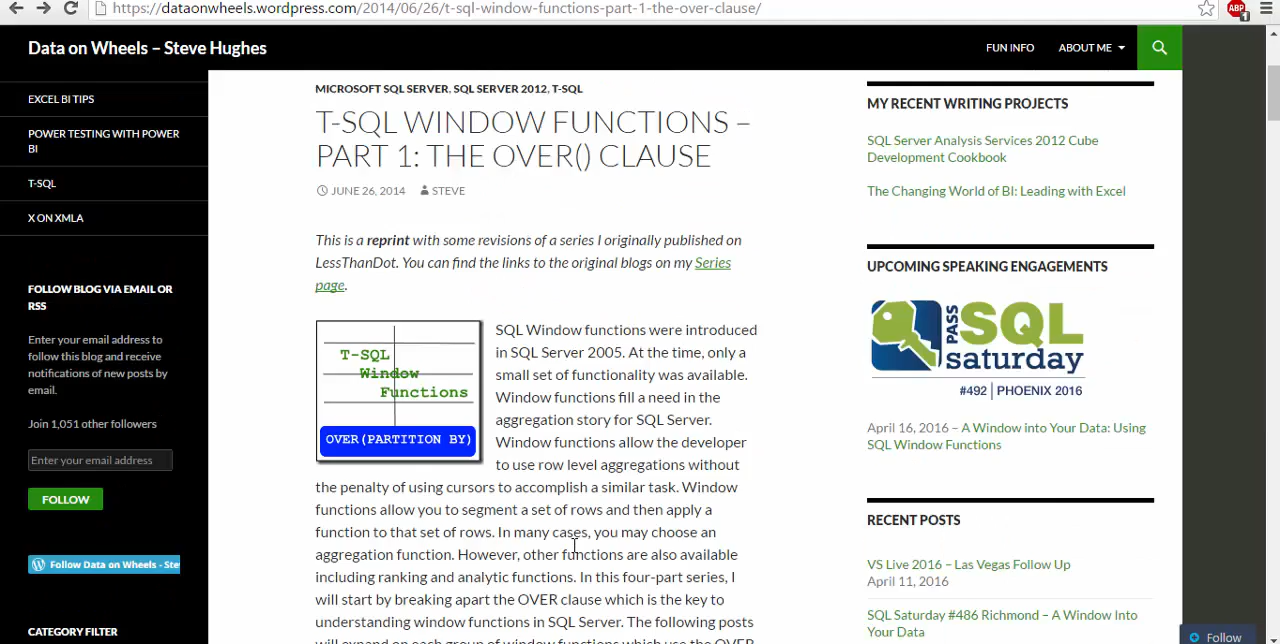 https://dataonwheels.wordpress.com/2014/06/26/t-sql-window-functions-part-1-the-over-clause/
ABP
1
Data on Wheels – Steve Hughes
FUN INFO
ABOUT ME
EXCEL BI TIPS
POWER TESTING WITH POWER
BI
T-SQL
X ON XMLA
FOLLOW BLOG VIA EMAIL OR
RSS
Enter your email address to
follow this blog and receive
notifications of new posts by
email.
Join 1,051 other followers
Enter your email address
FOLLOW
Follow Data on Wheels - Ste
CATEGORY FILTER
MICROSOFT SQL SERVER, SQL SERVER 2012, T-SQL
T-SQL WINDOW FUNCTIONS –
PART 1: THE OVER() CLAUSE
JUNE 26, 2014 STEVE
This is a reprint with some revisions of a series I originally published on
LessThanDot. You can find the links to the original blogs on my Series
page.
T-SQL
Window
Functions
OVER(PARTITION BY)
SQL Window functions were introduced
in SQL Server 2005. At the time, only a
small set of functionality was available.
Window functions fill a need in the
aggregation story for SQL Server.
Window functions allow the developer
to use row level aggregations without
the penalty of using cursors to accomplish a similar task. Window
functions allow you to segment a set of rows and then apply a
function to that set of rows. In many cases, you may choose an
aggregation function. However, other functions are also available
including ranking and analytic functions. In this four-part series, I
will start by breaking apart the OVER clause which is the key to
understanding window functions in SQL Server. The following posts
will expand on each group of window functions which use the OVER
MY RECENT WRITING PROJECTS
SQL Server Analysis Services 2012 Cube
Development Cookbook
The Changing World of BI: Leading with Excel
UPCOMING SPEAKING ENGAGEMENTS
PASS
SQL
saturday
#492 | PHOENIX 2016
April 16, 2016 – A Window into Your Data: Using
SQL Window Functions
RECENT POSTS
VS Live 2016 – Las Vegas Follow Up
April 11, 2016
SQL Saturday #486 Richmond – A Window Into
Your Data
Follow